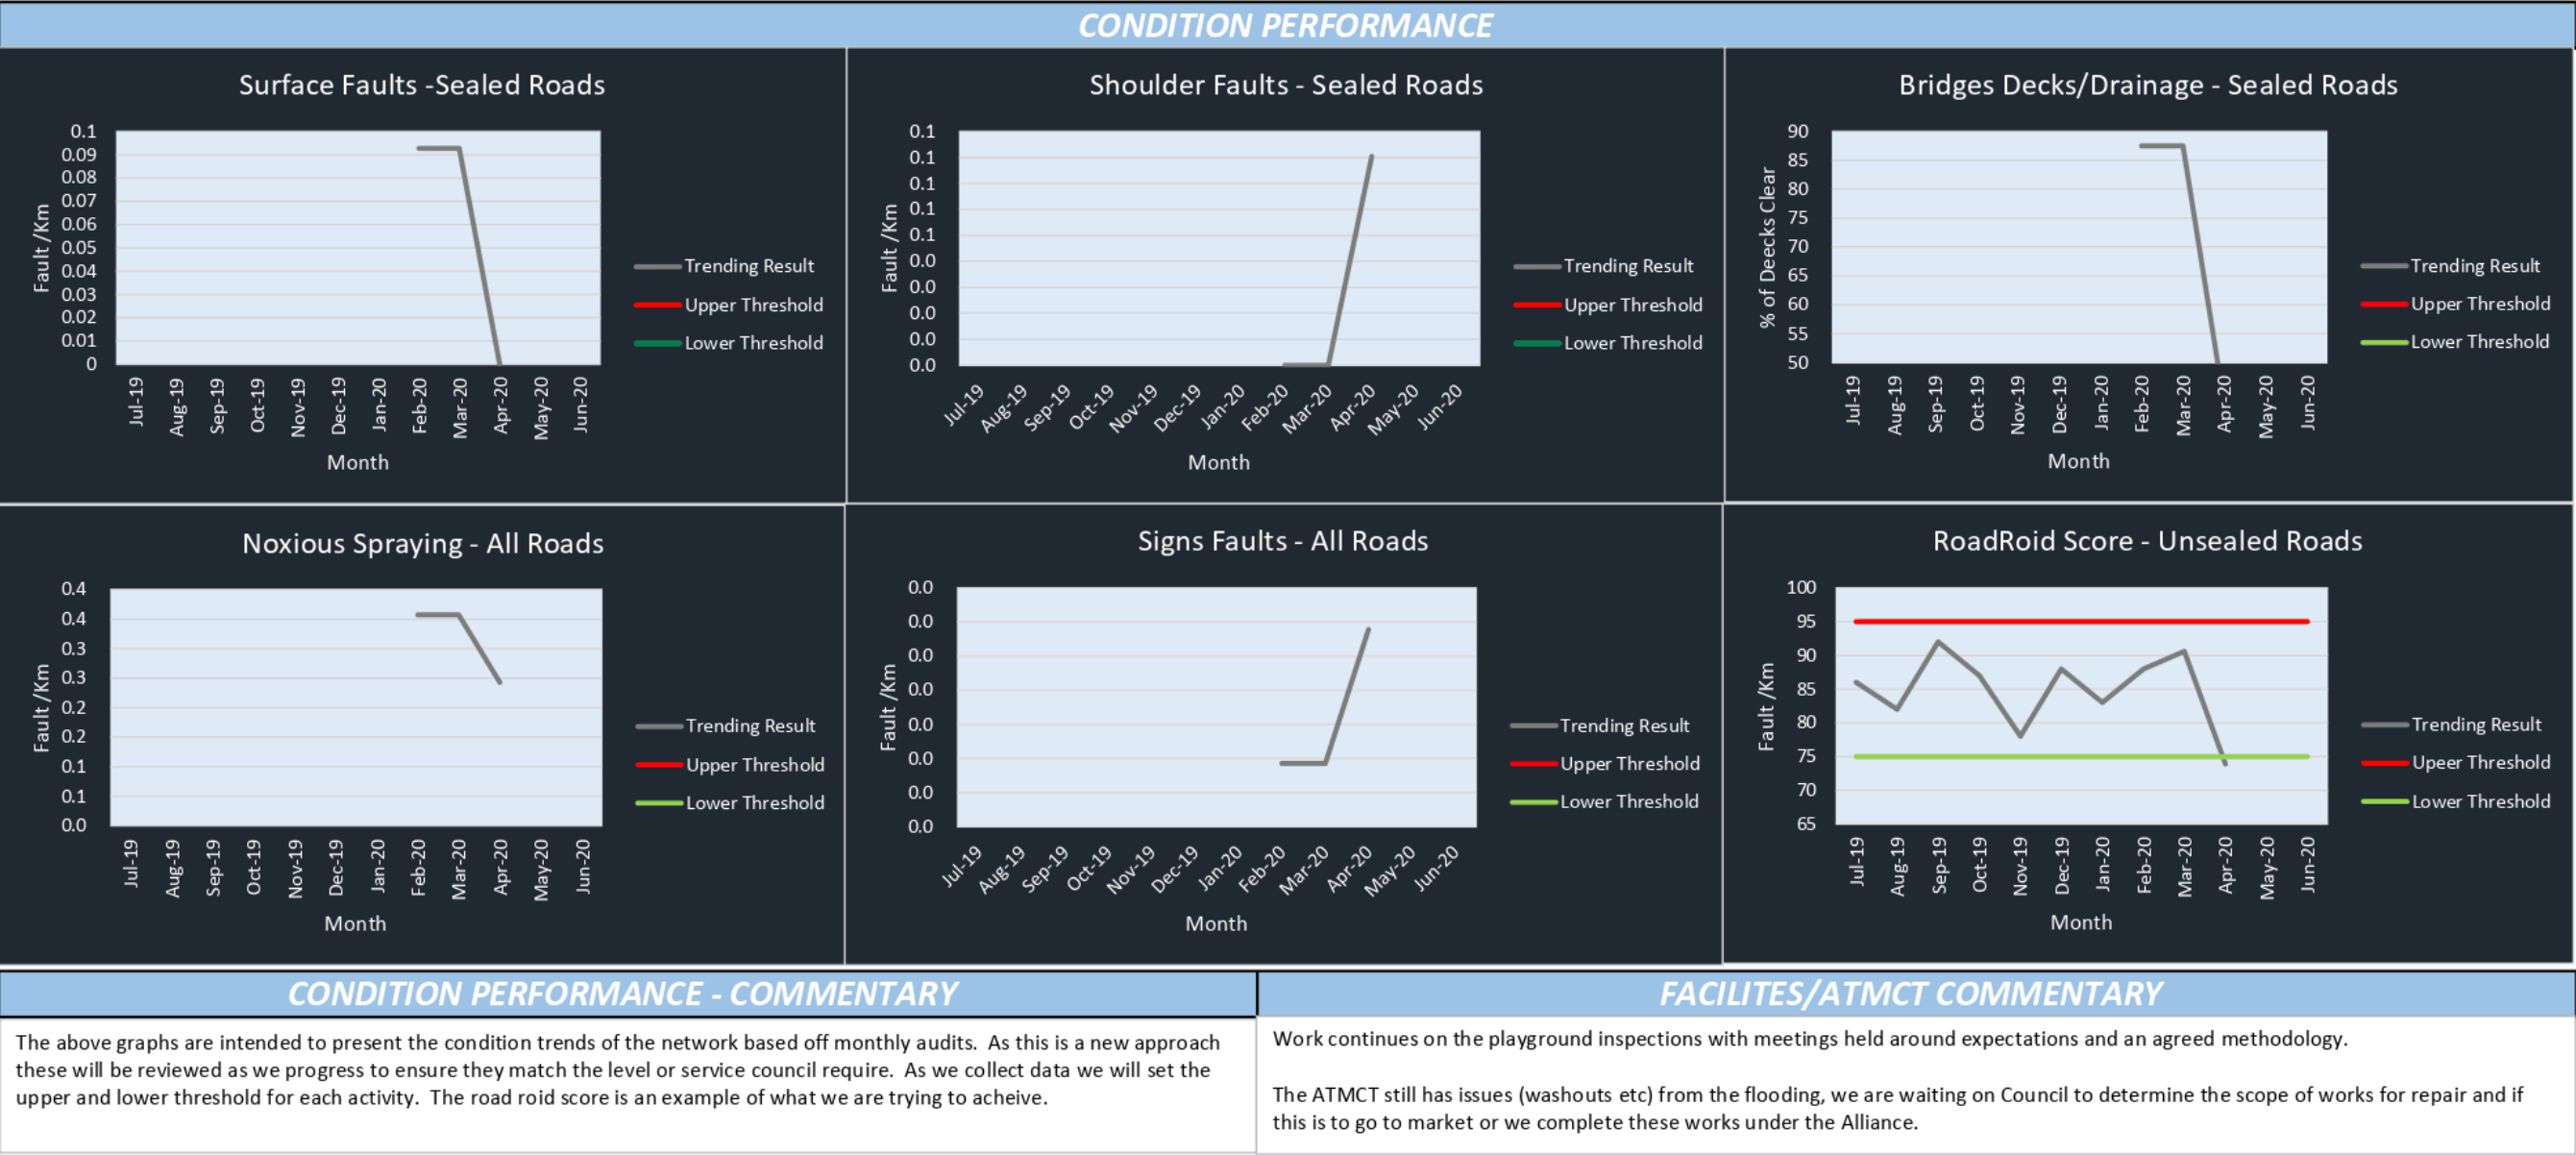 CONDITION PERFORMANCE
Surface Faults -Sealed Roads
Fault /Km
0.1
0.09
0.08
0.07
0.06
0.05
0.04
0.03
0.02
0.01
0
Jul-19
Aug-19
Sep-19
Oct-19
Nov-19
Dec-19
Jan-20
Feb-20
Mar-20
Apr-20
May-20
Jun-20
Month
Trending Result
Upper Threshold
Lower Threshold
Shoulder Faults - Sealed Roads
Fault /Km
0.1
0.1
0.1
0.1
0.1
0.0
0.0
0.0
0.0
0.0
Jul-19
Aug-19
Sep-19
Oct-19
Nov-19
Dec-19
Jan-20
Feb-20
Mar-20
Apr-20
May-20
Jun-20
Month
Trending Result
Upper Threshold
Lower Threshold
Bridges Decks/Drainage - Sealed Roads
% of Deecks Clear
90
85
80
75
70
65
60
55
50
Jul-19
Aug-19
Sep-19
Oct-19
Nov-19
Dec-19
Jan-20
Feb-20
Mar-20
Apr-20
May-20
Jun-20
Month
Trending Result
Upper Threshold
Lower Threshold
Noxious Spraying - All Roads
Fault /Km
0.4
0.4
0.3
0.3
0.2
0.2
0.1
0.1
0.0
Jul-19
Aug-19
Sep-19
Oct-19
Nov-19
Dec-19
Jan-20
Feb-20
Mar-20
Apr-20
May-20
Jun-20
Month
Trending Result
Upper Threshold
Lower Threshold
Signs Faults - All Roads
Fault /Km
0.0
0.0
0.0
0.0
0.0
0.0
0.0
0.0
Jul-19
Aug-19
Sep-19
Oct-19
Nov-19
Dec-19
Jan-20
Feb-20
Mar-20
Apr-20
May-20
Jun-20
Month
Trending Result
Upper Threshold
Lower Threshold
RoadRoid Score - Unsealed Roads
Fault /Km
100
95
90
85
80
75
70
65
Jul-19
Aug-19
Sep-19
Oct-19
Nov-19
Dec-19
Jan-20
Feb-20
Mar-20
Apr-20
May-20
Jun-20
Month
Trending Result
Upeer Threshold
Lower Threshold
CONDITION PERFORMANCE - COMMENTARY
The above graphs are intended to present the condition trends of the network based off monthly audits. As this is a new approach
these will be reviewed as we progress to ensure they match the level or service council require. As we collect data we will set the
upper and lower threshold for each activity. The road roid score is an example of what we are trying to acheive.
FACILITES/ATMCT COMMENTARY
Work continues on the playground inspections with meetings held around expectations and an agreed methodology.
The ATMCT still has issues (washouts etc) from the flooding, we are waiting on Council to determine the scope of works for repair and if
this is to go to market or we complete these works under the Alliance.